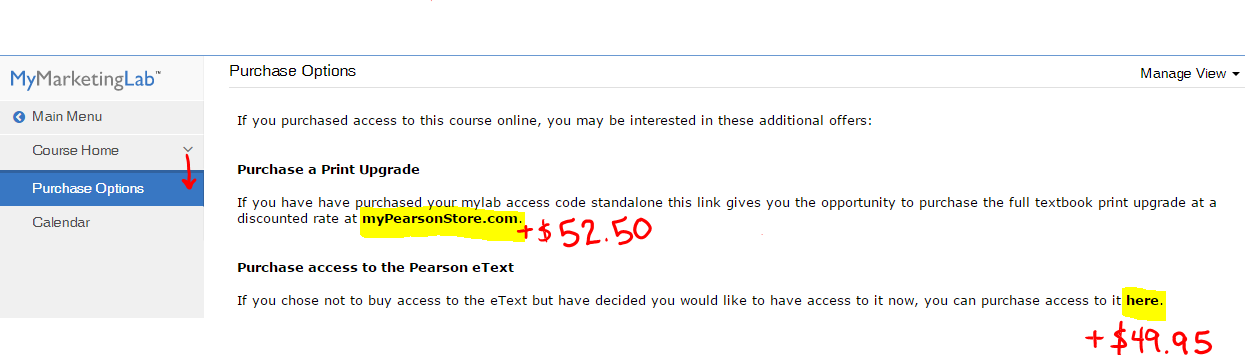 MyMarketingLab™
Purchase Options
Manage View
Main Menu
Course Home
Purchase Options
Calendar
If you purchased access to this course online, you may be interested in these additional offers:
Purchase a Print Upgrade
If you have have purchased your mylab access code standalone this link gives you the opportunity to purchase the full textbook print upgrade at a
discounted rate at myPearsonStore.com.
+$52.50
Purchase access to the Pearson eText
If you chose not to buy access to the eText but have decided you would like to have access to it now, you can purchase access to it here.
+$49.95